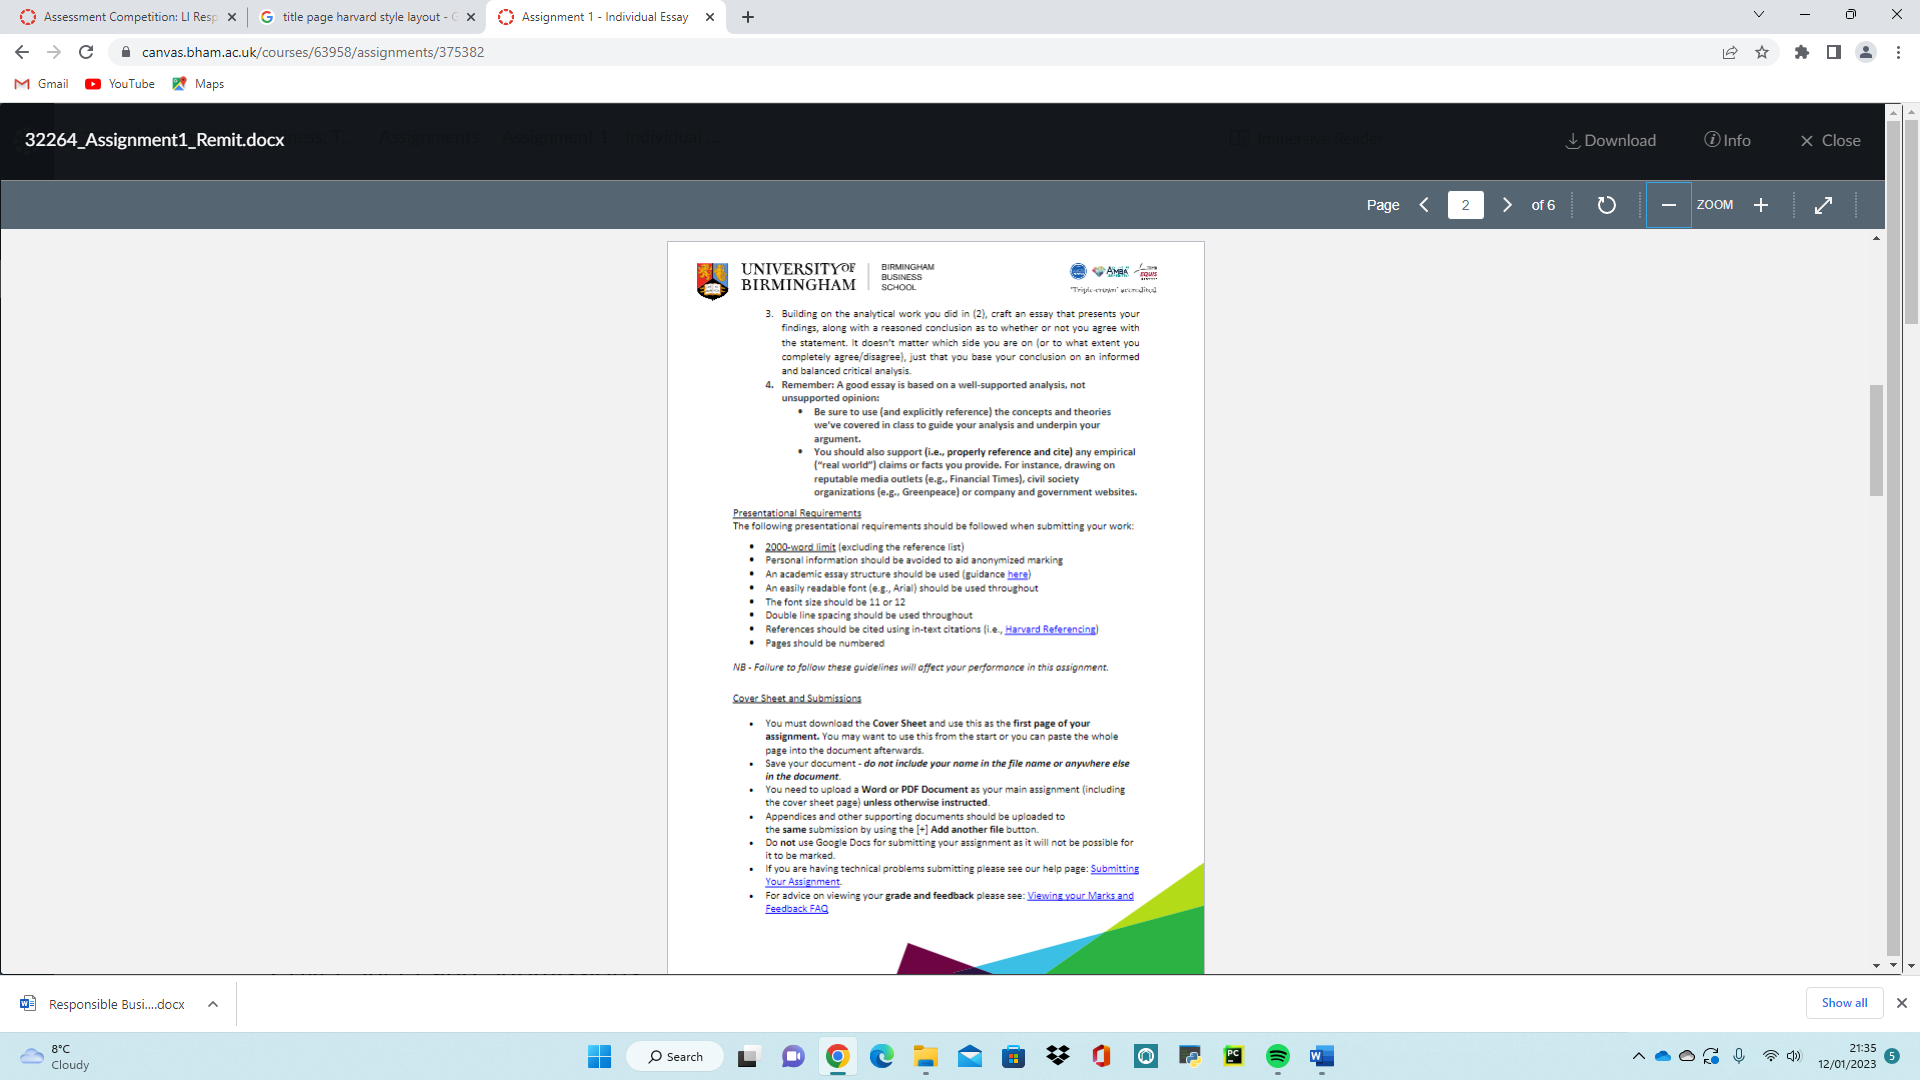 Assessment Competition: LI Resp
title page harvard style layout - G
Assignment 1 - Individual Essay
canvas.bham.ac.uk/courses/63958/assignments/375382
Gmail
YouTube
Maps
32264_Assignment1_Remit.docx
Download
Info
Close
Page
2
of 6
ZOOM
UNIVERSITY OF
BIRMINGHAM
BIRMINGHAM
BUSINESS
SCHOOL
AMBA
EQUIS
'Triple-crown' accredited
3. Building on the analytical work you did in (2), craft an essay that presents your
findings, along with a reasoned conclusion as to whether or not you agree with
the statement. It doesn't matter which side you are on (or to what extent you
completely agree/disagree), just that you base your conclusion on an informed
and balanced critical analysis.
4. Remember: A good essay is based on a well-supported analysis, not
unsupported opinion:
• Be sure to use (and explicitly reference) the concepts and theories
we've covered in class to guide your analysis and underpin your
argument.
• You should also support (i.e., properly reference and cite) any empirical
("real world") claims or facts you provide. For instance, drawing on
reputable media outlets (e.g., Financial Times), civil society
organizations (e.g., Greenpeace) or company and government websites.
Presentational Requirements
The following presentational requirements should be followed when submitting your work:
• 2000-word limit (excluding the reference list)
• Personal information should be avoided to aid anonymized marking
• An academic essay structure should be used (guidance here)
• An easily readable font (e.g., Arial) should be used throughout
• The font size should be 11 or 12
• Double line spacing should be used throughout
• References should be cited using in-text citations (i.e., Harvard Referencing)
• Pages should be numbered
NB - Failure to follow these guidelines will affect your performance in this assignment.
Cover Sheet and Submissions
• You must download the Cover Sheet and use this as the first page of your
assignment. You may want to use this from the start or you can paste the whole
page into the document afterwards.
• Save your document - do not include your name in the file name or anywhere else
in the document.
• You need to upload a Word or PDF Document as your main assignment (including
the cover sheet page) unless otherwise instructed.
• Appendices and other supporting documents should be uploaded to
the same submission by using the [+] Add another file button.
• Do not use Google Docs for submitting your assignment as it will not be possible for
it to be marked.
• If you are having technical problems submitting please see our help page: Submitting
Your Assignment.
• For advice on viewing your grade and feedback please see: Viewing your Marks and
Feedback FAQ
Responsible Busi....docx
Show all
8°C
Cloudy
Search
21:35
12/01/2023
5